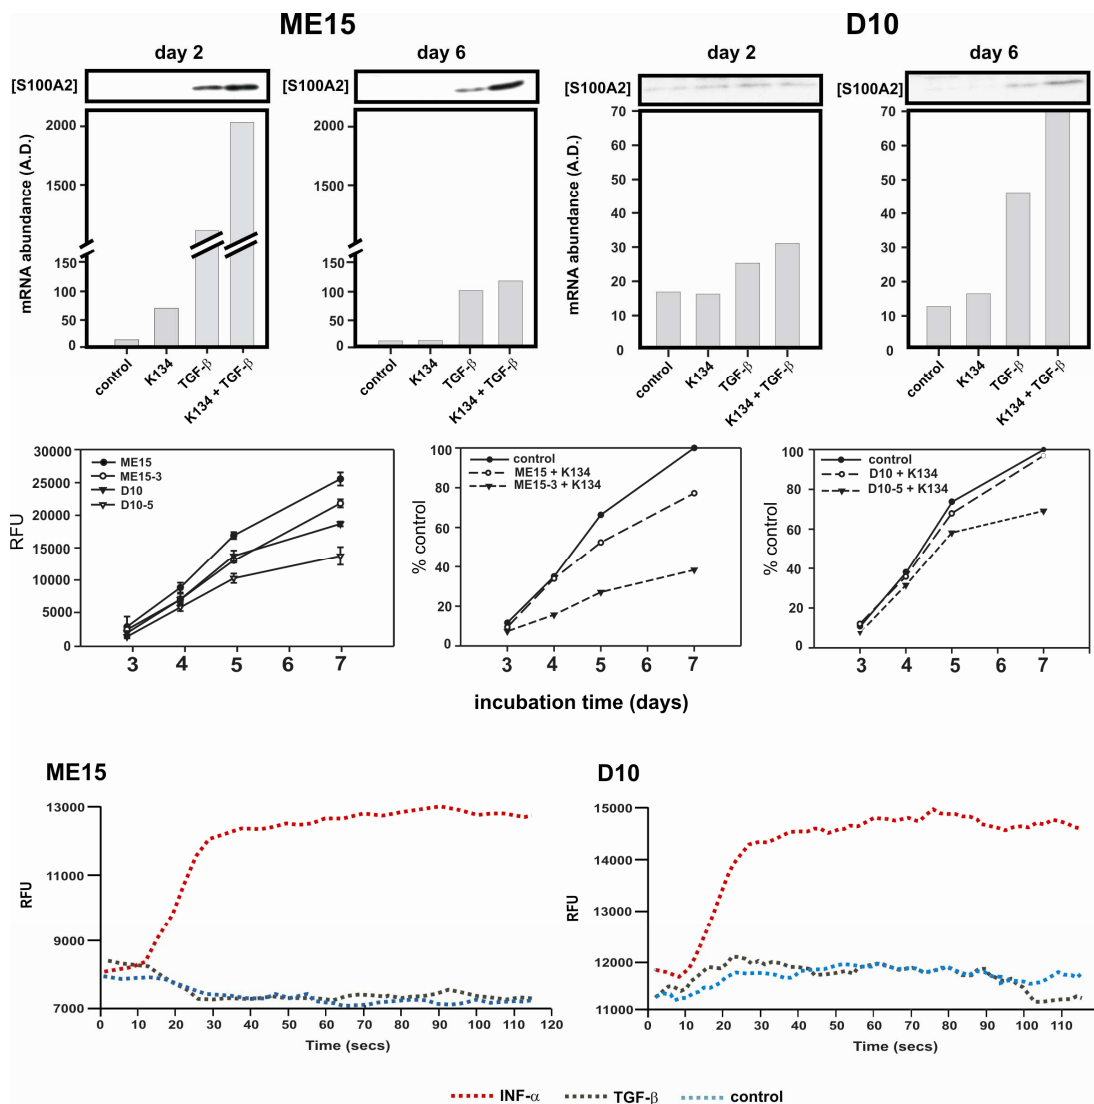 ME15
D10
day 2
day 6
day 2
day 6
[S100A2]
[S100A2]
[S100A2]
[S100A2]
mRNA abundance (A.D.)
2000
1500
150
100
50
0
control
K134
TGF-β
K134 + TGF-β
2000
1500
150
100
50
0
control
K134
TGF-β
K134 + TGF-β
mRNA abundance (A.D.)
70
60
50
40
30
20
10
0
control
K134
TGF-β
K134 + TGF-β
70
60
50
40
30
20
10
0
control
K134
TGF-β
K134 + TGF-β
RFU
30000
25000
20000
15000
10000
5000
0
ME15
ME15-3
D10
D10-5
3 4 5 6 7
% control
100
80
60
40
20
0
control
ME15 + K134
ME15-3 + K134
3 4 5 6 7
% control
100
80
60
40
20
0
control
D10 + K134
D10-5 + K134
3 4 5 6 7
incubation time (days)
ME15
RFU
13000
11000
9000
7000
0 10 20 30 40 50 60 70 80 90 100 110 120
Time (secs)
D10
RFU
15000
14000
13000
12000
11000
0 10 20 30 40 50 60 70 80 90 100 110
Time (secs)
INF-α TGF-β control